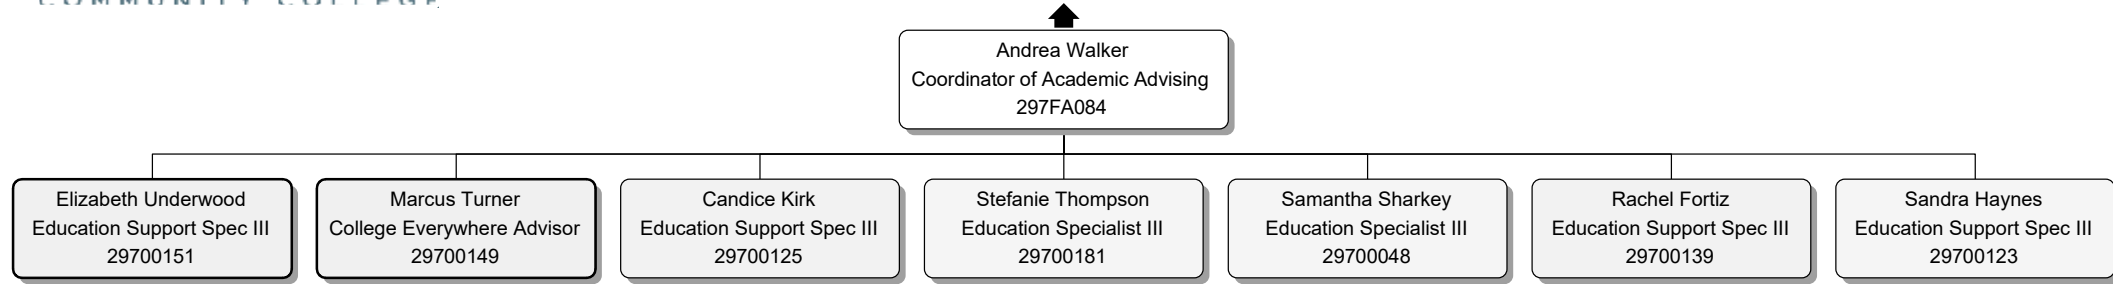 COMMUNITY COLLEGE
Andrea Walker
Coordinator of Academic Advising
297FA084
Elizabeth Underwood
Education Support Spec III
29700151
Marcus Turner
College Everywhere Advisor
29700149
Candice Kirk
Education Support Spec III
29700125
Stefanie Thompson
Education Specialist III
29700181
Samantha Sharkey
Education Specialist III
29700048
Rachel Fortiz
Education Support Spec III
29700139
Sandra Haynes
Education Support Spec III
29700123